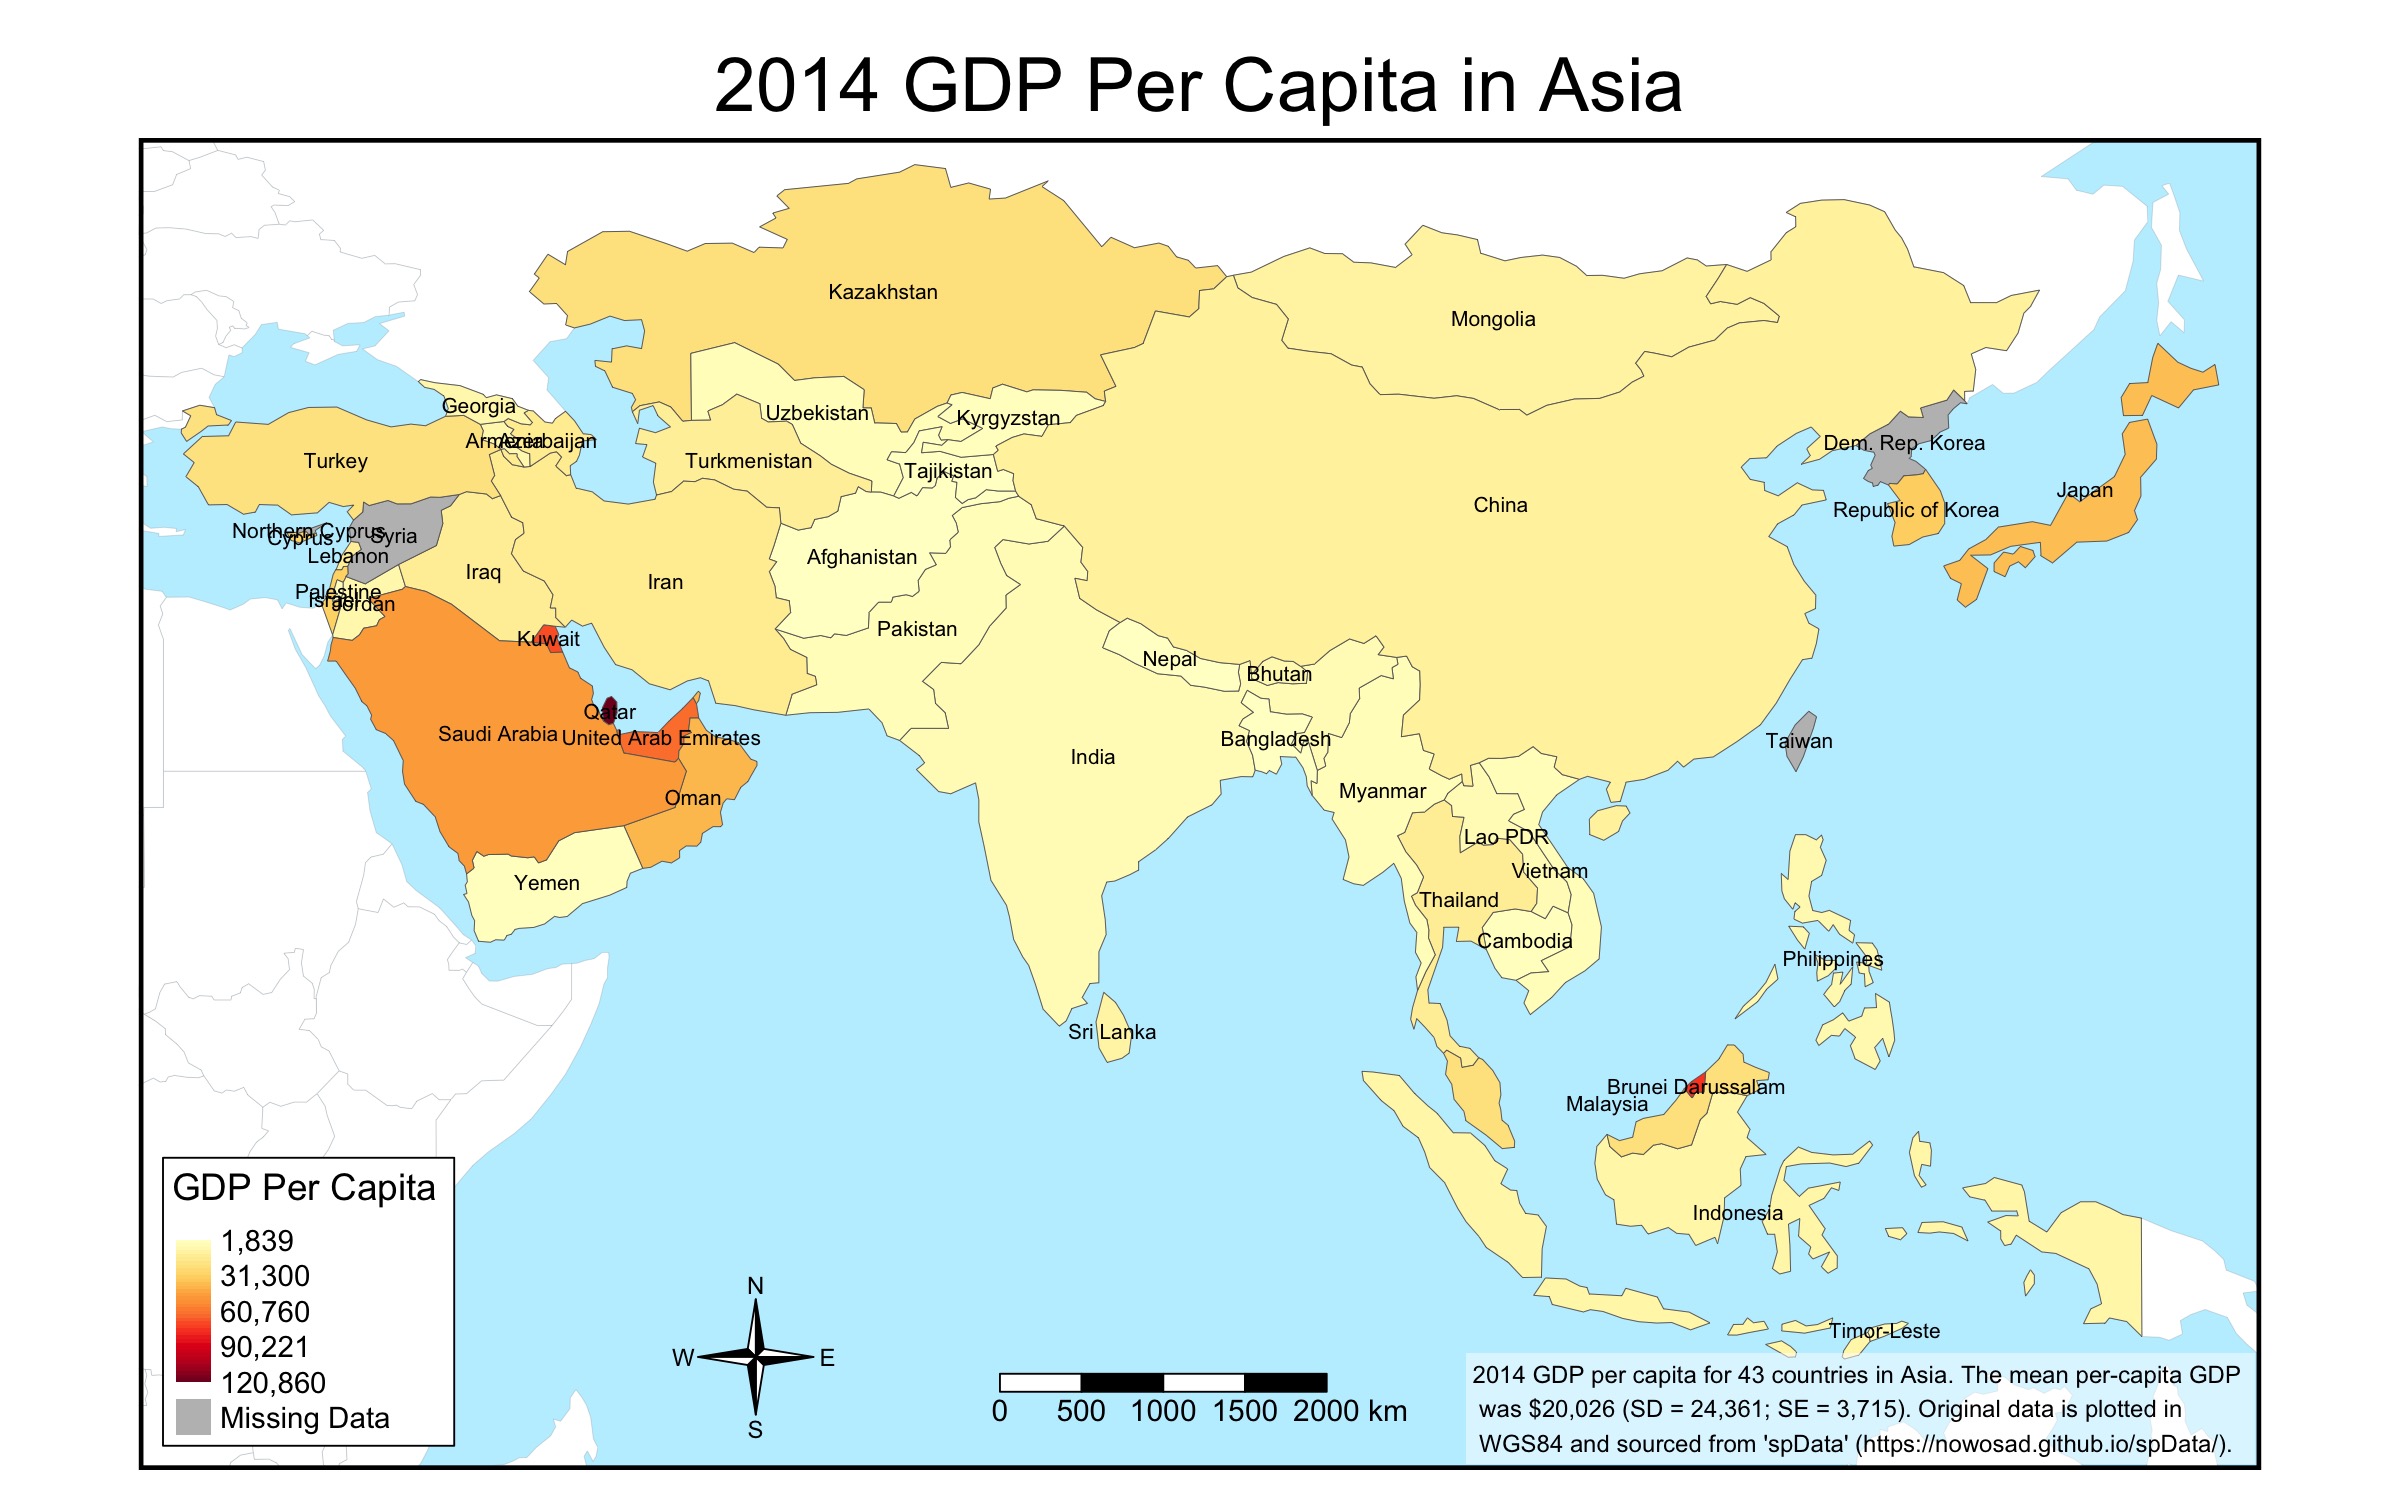 2014 GDP Per Capita in Asia
Kazakhstan
Mongolia
Georgia
Uzbekistan
Kyrgyzstan
Armenia
Azerbaijan
Dem. Rep. Korea
Turkey
Turkmenistan
Tajikistan
Japan
China
Republic of Korea
Northern Cyprus
Cyprus
Syria
Lebanon
Afghanistan
Iraq
Iran
Palestine
Israel
Jordan
Pakistan
Kuwait
Nepal
Bhutan
Qatar
Saudi Arabia
United Arab Emirates
Bangladesh
Taiwan
India
Myanmar
Oman
Lao PDR
Vietnam
Yemen
Thailand
Cambodia
Philippines
Sri Lanka
Brunei Darussalam
Malaysia
Indonesia
Timor-Leste
GDP Per Capita
1,839
31,300
60,760
90,221
120,860
Missing Data
N
W
E
S
0 500 1000 1500 2000 km
2014 GDP per capita for 43 countries in Asia. The mean per-capita GDP
was $20,026 (SD = 24,361; SE = 3,715). Original data is plotted in
WGS84 and sourced from 'spData' (https://nowosad.github.io/spData/).